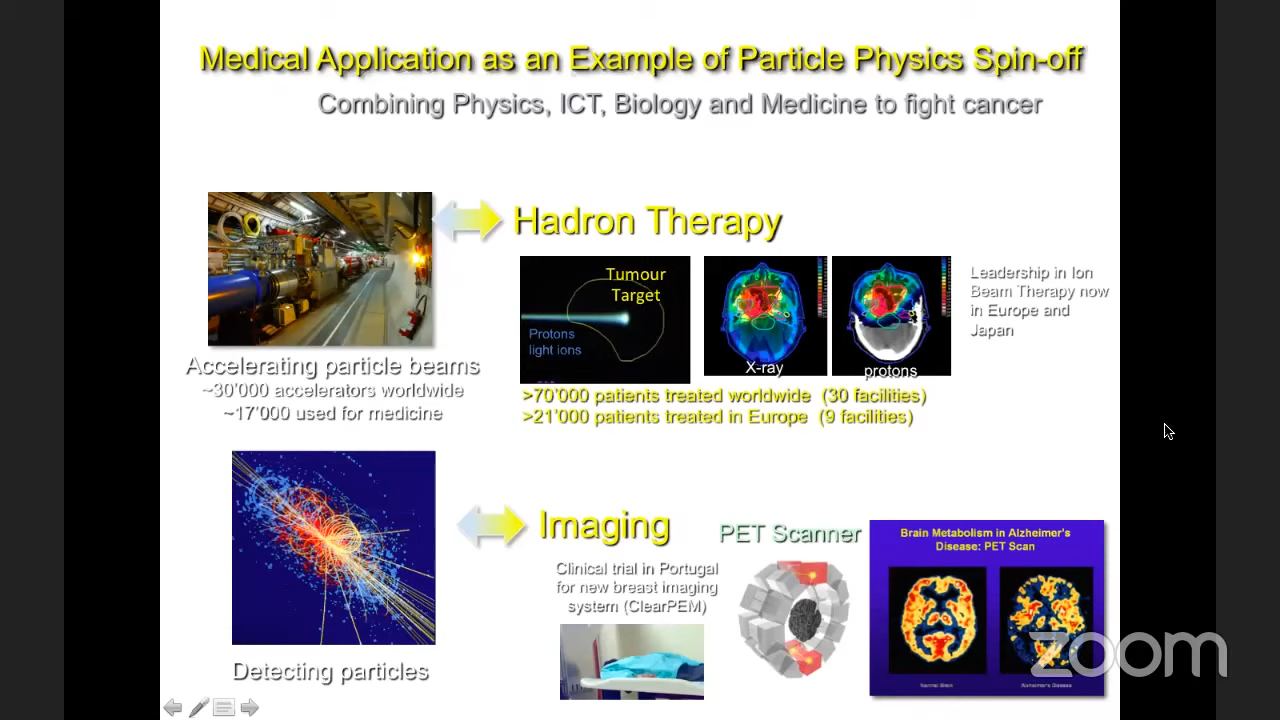 Medical Application as an Example of Particle Physics Spin-off
Combining Physics, ICT, Biology and Medicine to fight cancer
Hadron Therapy
Tumour
Target
Protons
light ions
X-ray
protons
Leadership in Ion
Beam Therapy now
in Europe and
Japan
Accelerating particle beams
~30'000 accelerators worldwide
~17'000 used for medicine
>70'000 patients treated worldwide (30 facilities)
>21'000 patients treated in Europe (9 facilities)
Imaging
PET Scanner
Clinical trial in Portugal
for new breast imaging
system (ClearPEM)
Brain Metabolism in Alzheimer's
Disease: PET Scan
Normal Brain
Alzheimer's Disease
Detecting particles
zoom